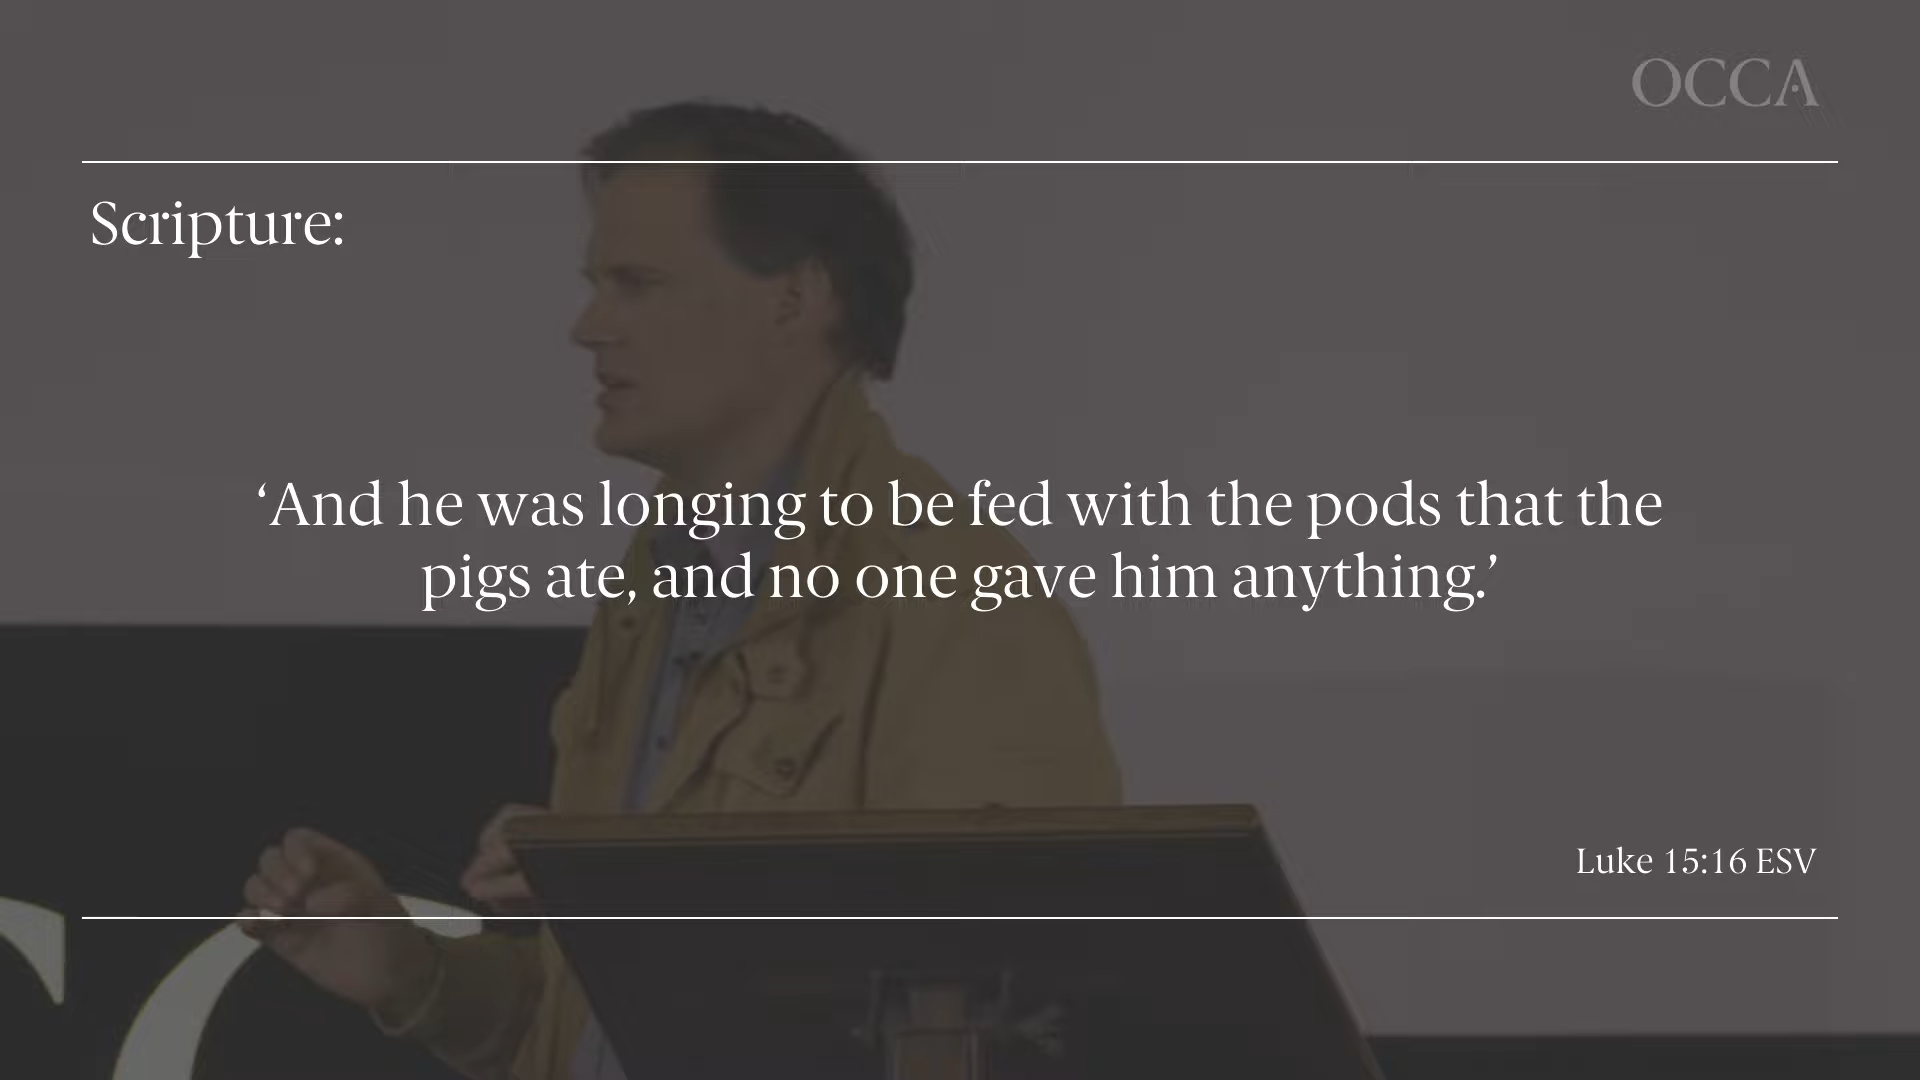 OCCA
Scripture:
‘And he was longing to be fed with the pods that the
pigs ate, and no one gave him anything.’
Luke 15:16 ESV